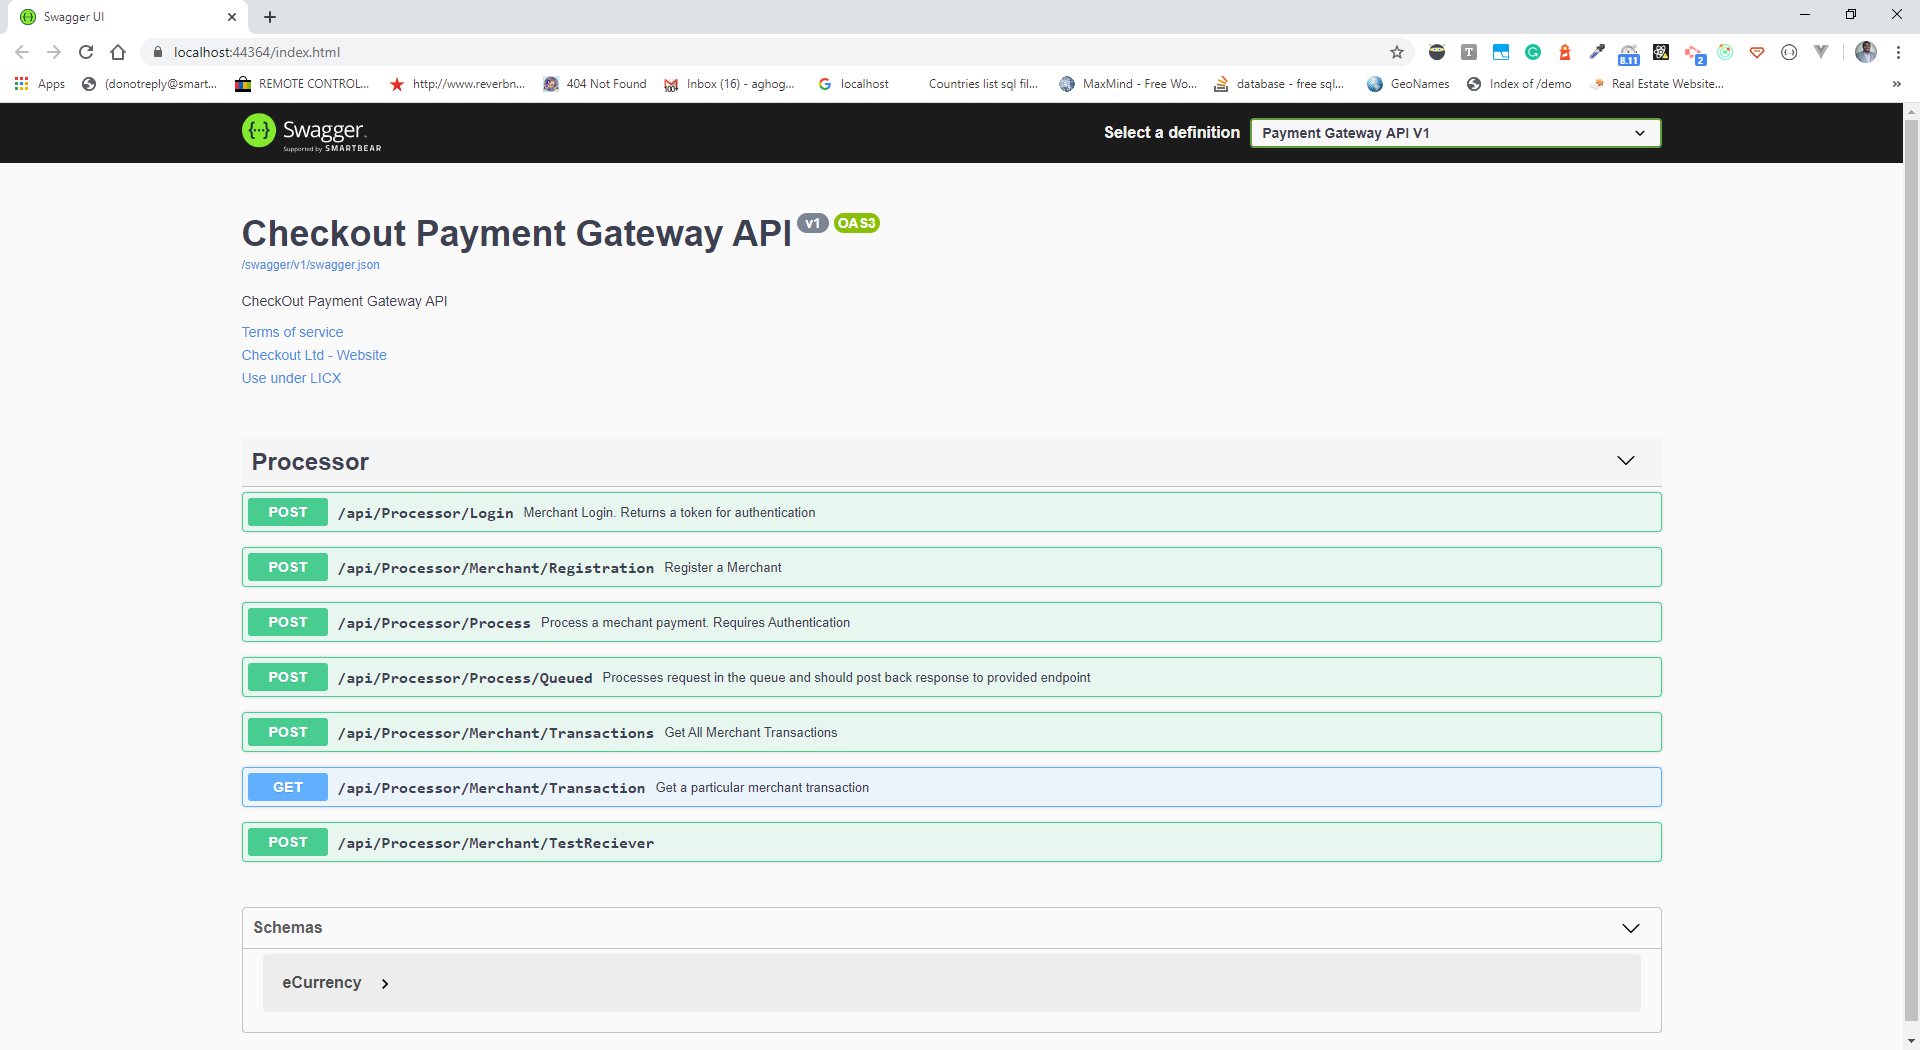 Swagger UI
localhost:44364/index.html
T
8.11
2
Apps
(donotreply@smart...
REMOTE CONTROL...
http://www.reverbn...
404 Not Found
Inbox (16) - aghog...
localhost
Countries list sql fil...
MaxMind - Free Wo...
database - free sql...
GeoNames
Index of /demo
Real Estate Website...
Swagger.
Supported by SMARTBEAR
Select a definition
Payment Gateway API V1
Checkout Payment Gateway API v1 OAS3
/swagger/v1/swagger.json
CheckOut Payment Gateway API
Terms of service
Checkout Ltd - Website
Use under LICX
Processor
POST /api/Processor/Login Merchant Login. Returns a token for authentication
POST /api/Processor/Merchant/Registration Register a Merchant
POST /api/Processor/Process Process a mechant payment. Requires Authentication
POST /api/Processor/Process/Queued Processes request in the queue and should post back response to provided endpoint
POST /api/Processor/Merchant/Transactions Get All Merchant Transactions
GET /api/Processor/Merchant/Transaction Get a particular merchant transaction
POST /api/Processor/Merchant/TestReciever
Schemas
eCurrency